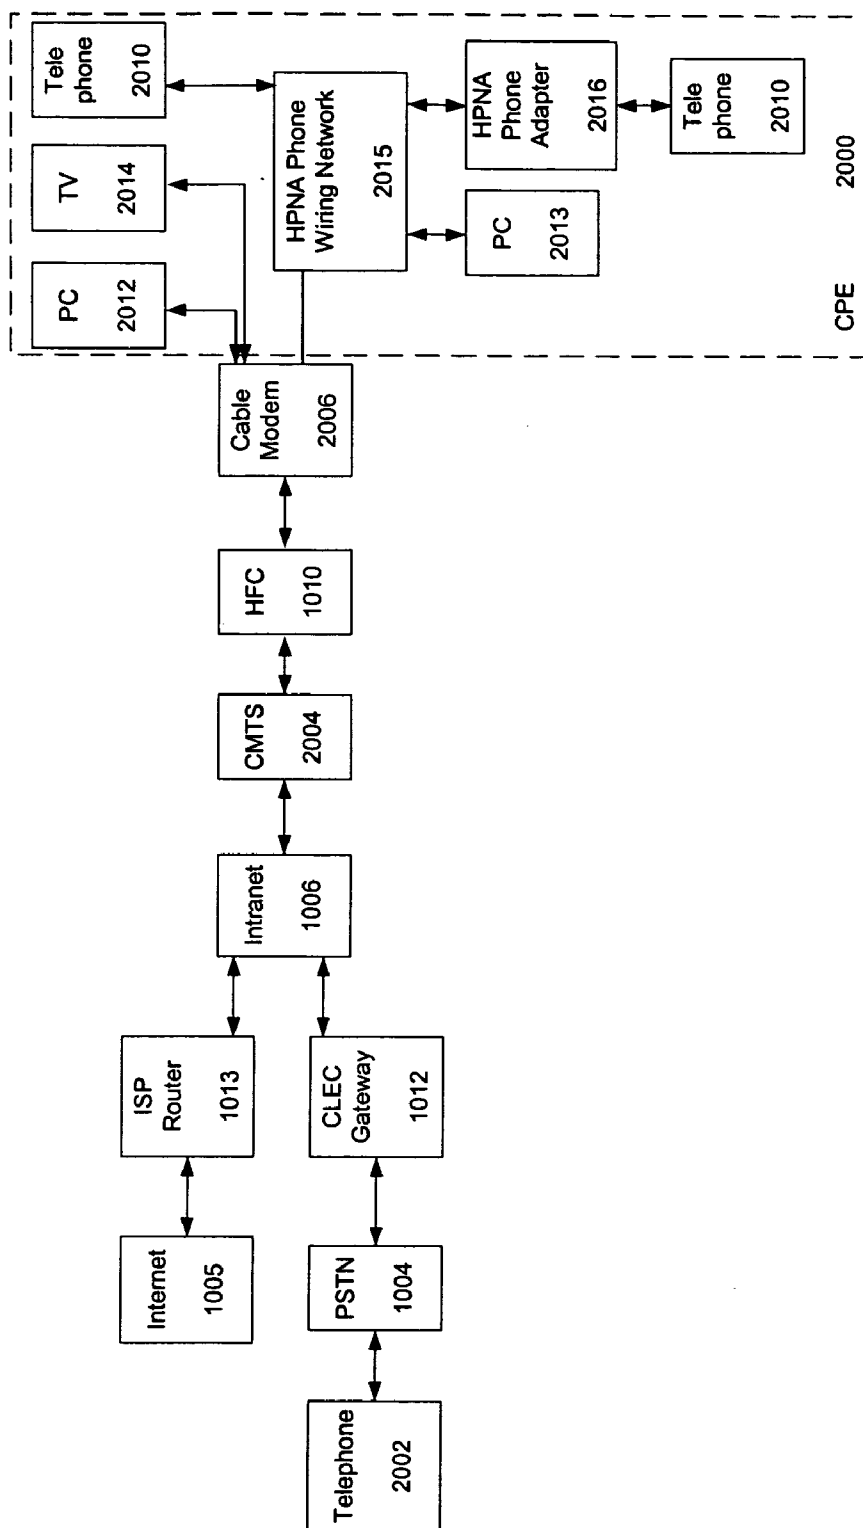 Telephone
2002
PSTN
1004
Internet
1005
ISP
Router
1013
CLEC
Gateway
1012
Intranet
1006
CMTS
2004
HFC
1010
Cable
Modem
2006
PC
2012
TV
2014
Tele
phone
2010
HPNA Phone
Wiring Network
2015
PC
2013
HPNA
Phone
Adapter
2016
Tele
phone
2010
CPE
2000